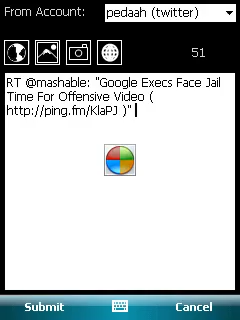 From Account: pedaah (twitter)
51
RT @mashable: "Google Execs Face Jail
Time For Offensive Video (
http://ping.fm/KlaPJ )"
Submit Cancel